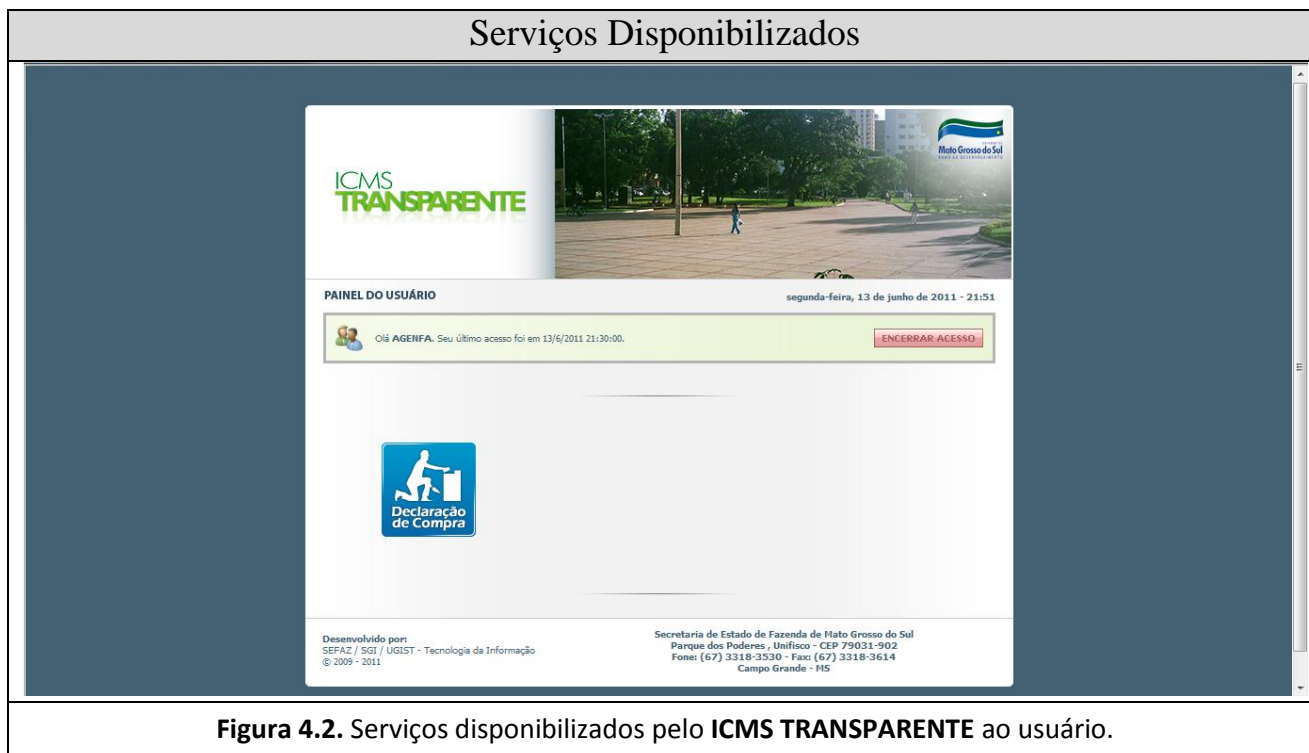 Serviços Disponibilizados
ICMS
TRANSPARENTE
Mato Grosso do Sul
PAINEL DO USUÁRIO
segunda-feira, 13 de junho de 2011 - 21:51
Olá AGENFA. Seu último acesso foi em 13/6/2011 21:30:00.
ENCERRAR ACESSO
Declaração
de Compra
Desenvolvido por:
SEFAZ / SGI / UGIST - Tecnologia da Informação
© 2009 - 2011
Secretaria de Estado de Fazenda de Mato Grosso do Sul
Parque dos Poderes , Unifisco - CEP 79031-902
Fone: (67) 3318-3530 - Fax: (67) 3318-3614
Campo Grande - MS
Figura 4.2. Serviços disponibilizados pelo ICMS TRANSPARENTE ao usuário.